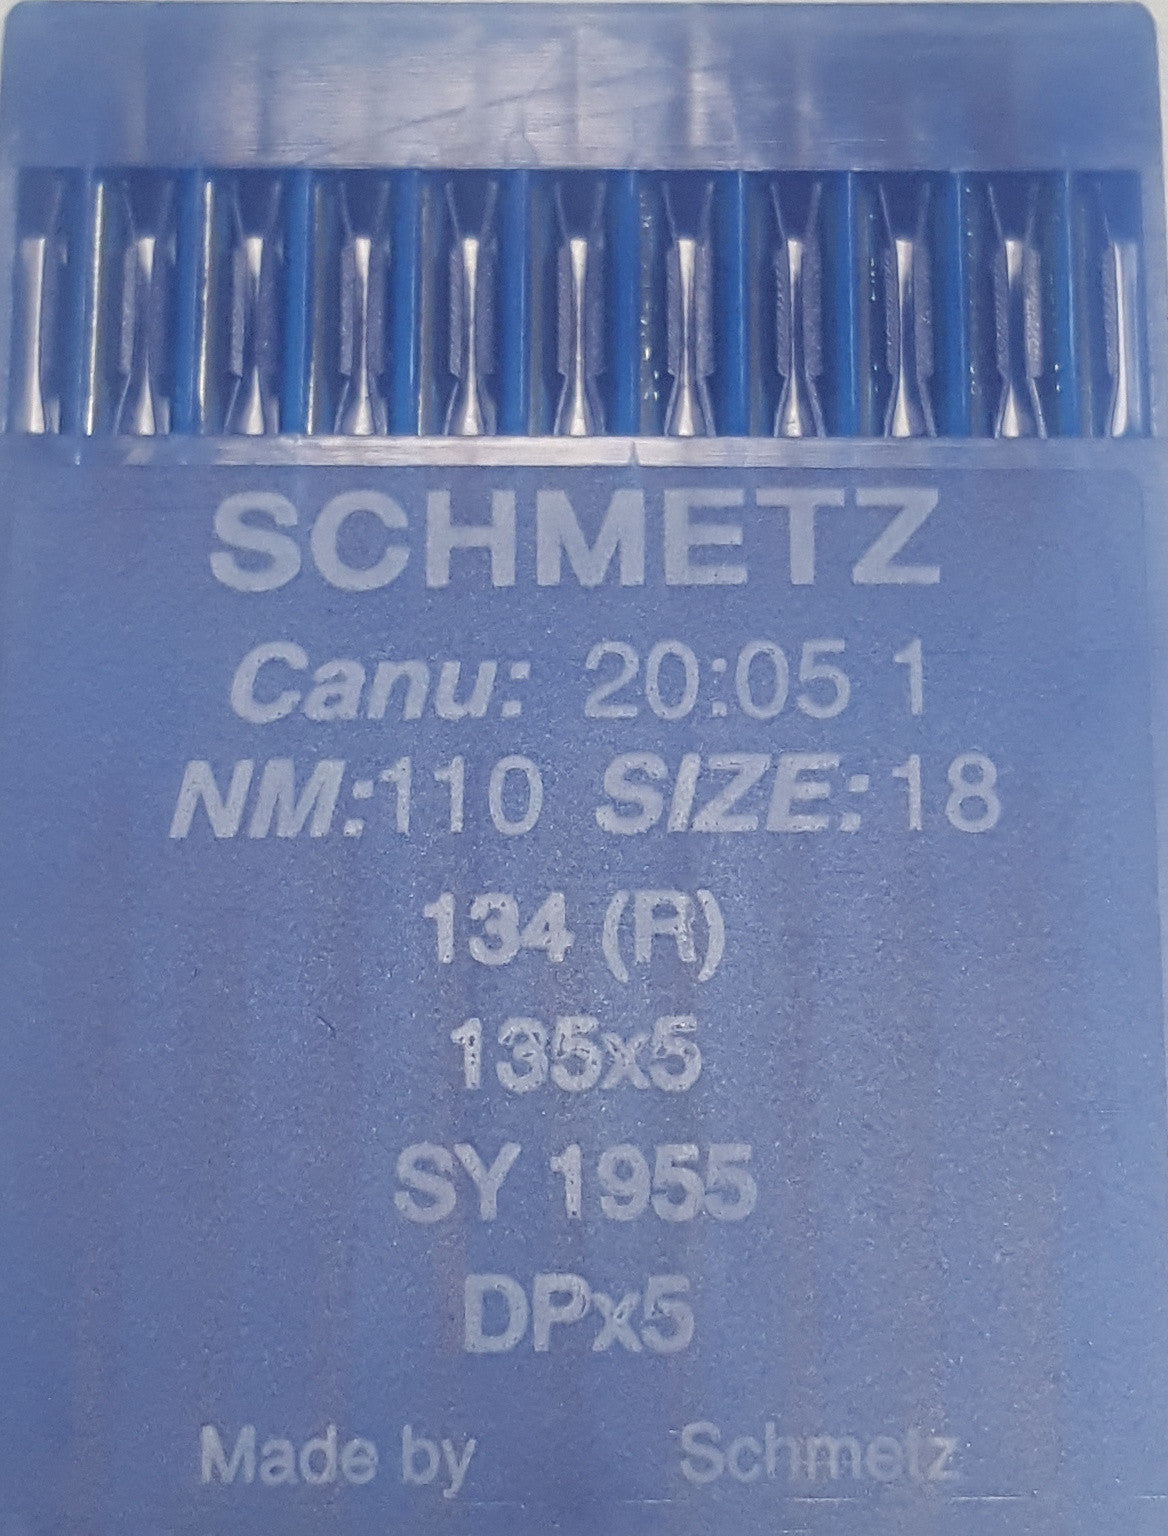 SCHMETZ
Canu: 20:05 1
NM:110 SIZE:18
134 (R)
135x5
SY 1955
DPx5
Made by Schmetz